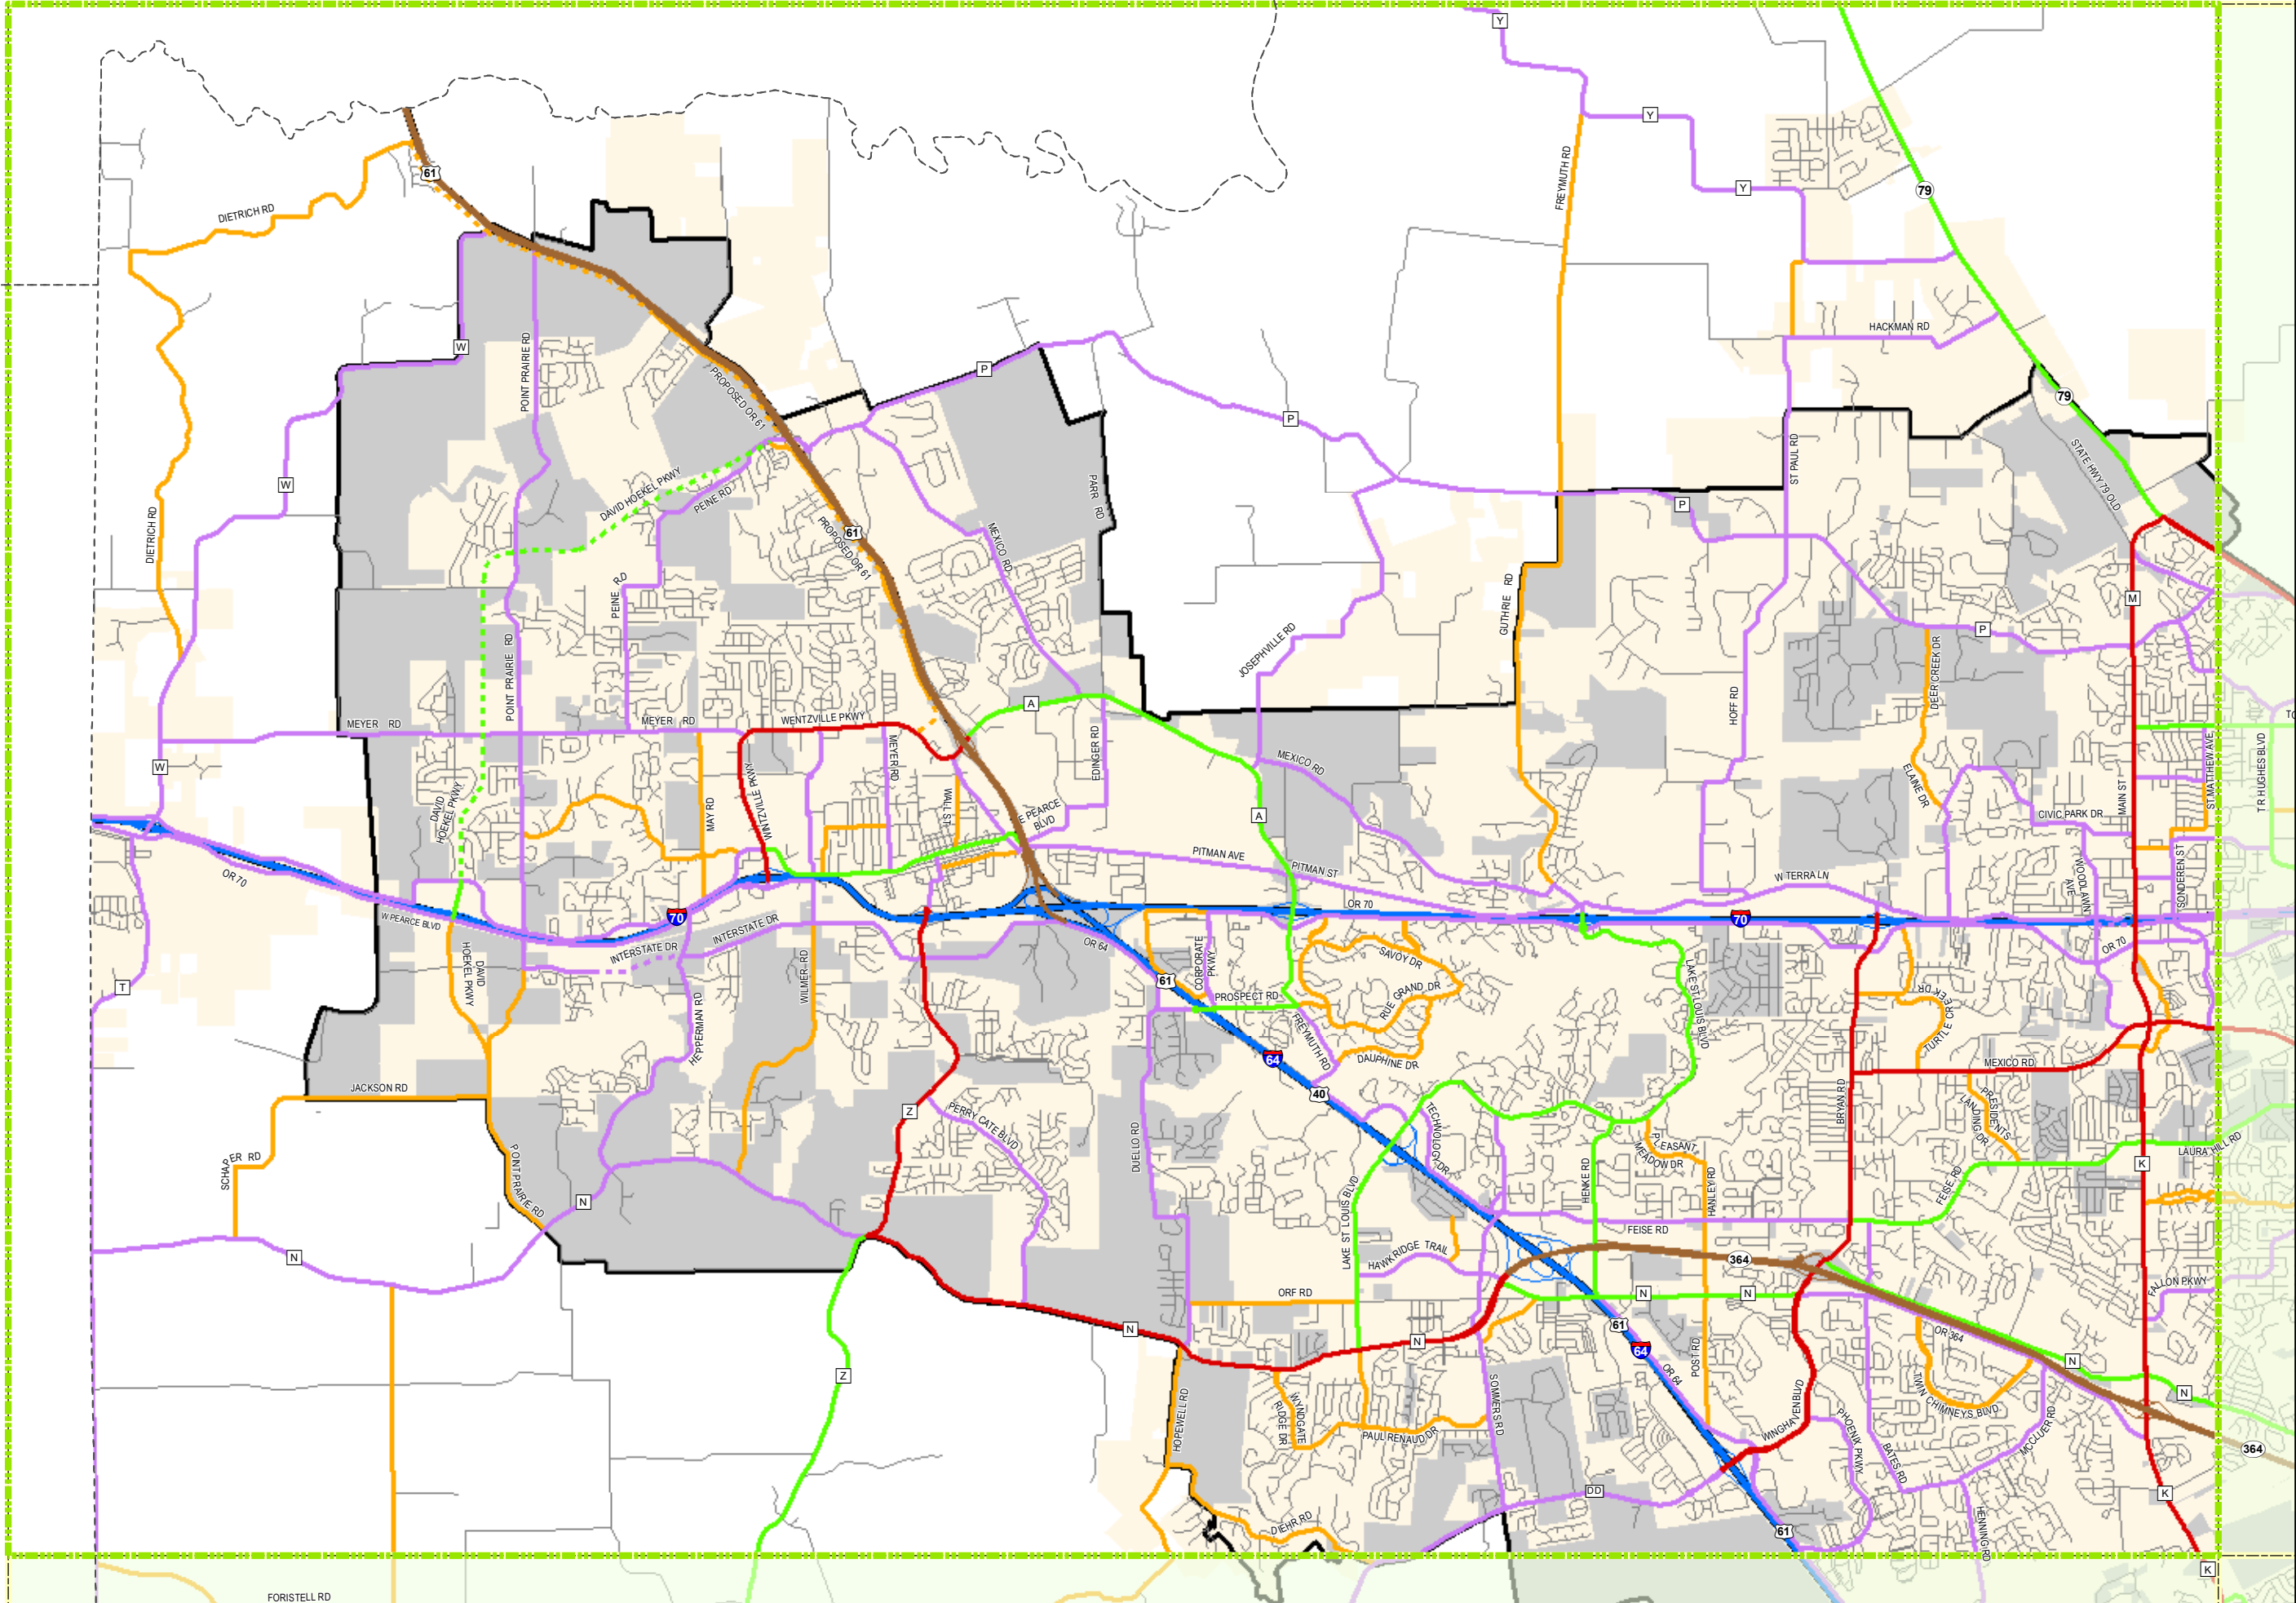 Y
Y
61
FREYMUTH RD
Y
79
DIETRICH RD
HACKMAN RD
W
POINT PRAIRIE RD
P
PROPOSED OR 61
79
P
ST PAUL RD
STATE HWY 79 OLD
W
DAVID HOEKEL PKWY
PEINE RD
PARR RD
P
DIETRICH RD
61
PROPOSED OR 61
MEXICO RD
PEINE RD
GUTHRIE RD
M
P
JOSEPHVILLE RD
POINT PRAIRIE RD
DEER CREEK DR
HOFF RD
A
MEYER RD
MEYER RD
WENTZVILLE PKWY
MEYER RD
EDINGER RD
MEXICO RD
W
WINTZVILLE PKWY
ELAINE DR
ST MATTHEW AVE
T R HUGHES BLVD
DAVID
HOEKEL PKWY
MAY RD
WALL ST
E PEARCE
BLVD
A
MAIN ST
CIVIC PARK DR
PITMAN AVE
PITMAN ST
OR 70
W TERRA LN
WOODLAWN
AVE
SONDEREN ST
W PEARCE BLVD
70
OR 70
70
INTERSTATE DR
INTERSTATE DR
OR 64
OR 70
DAVID
HOEKEL PKWY
WILMER RD
CORPORATE
PKWY
SAVOY DR
LAKE ST LOUIS BLVD
T
61
PROSPECT RD
RUE GRAND DR
TURTLE CREEK DR
HEPPERMAN RD
FREYMUTH RD
64
DAUPHINE DR
MEXICO RD
JACKSON RD
40
BRYAN RD
PRESIDENTS
LANDING DR
Z
PERRY CATE BLVD
TECHNOLOGY DR
DUELLO RD
PLEASANT
MEADOW DR
LAURA HILL RD
SCHAPER RD
POINT PRAIRIE RD
K
HENKE RD
HANLEY RD
FEISE RD
N
LAKE ST LOUIS BLVD
FEISE RD
N
HAWK RIDGE TRAIL
364
FALLON PKWY
ORF RD
N
N
N
61
OR 364
N
64
POST RD
OR 64
N
Z
N
HOPEWELL RD
WYNDGATE
RIDGE DR
SOMMERS RD
WINGHAVEN BLVD
TWIN CHIMNEYS BLVD
PAUL RENAUD DR
PHOENIX PKWY
BATES RD
MCCLUER RD
364
DD
K
DIEHR RD
61
HENNING RD
K
FORISTELL RD